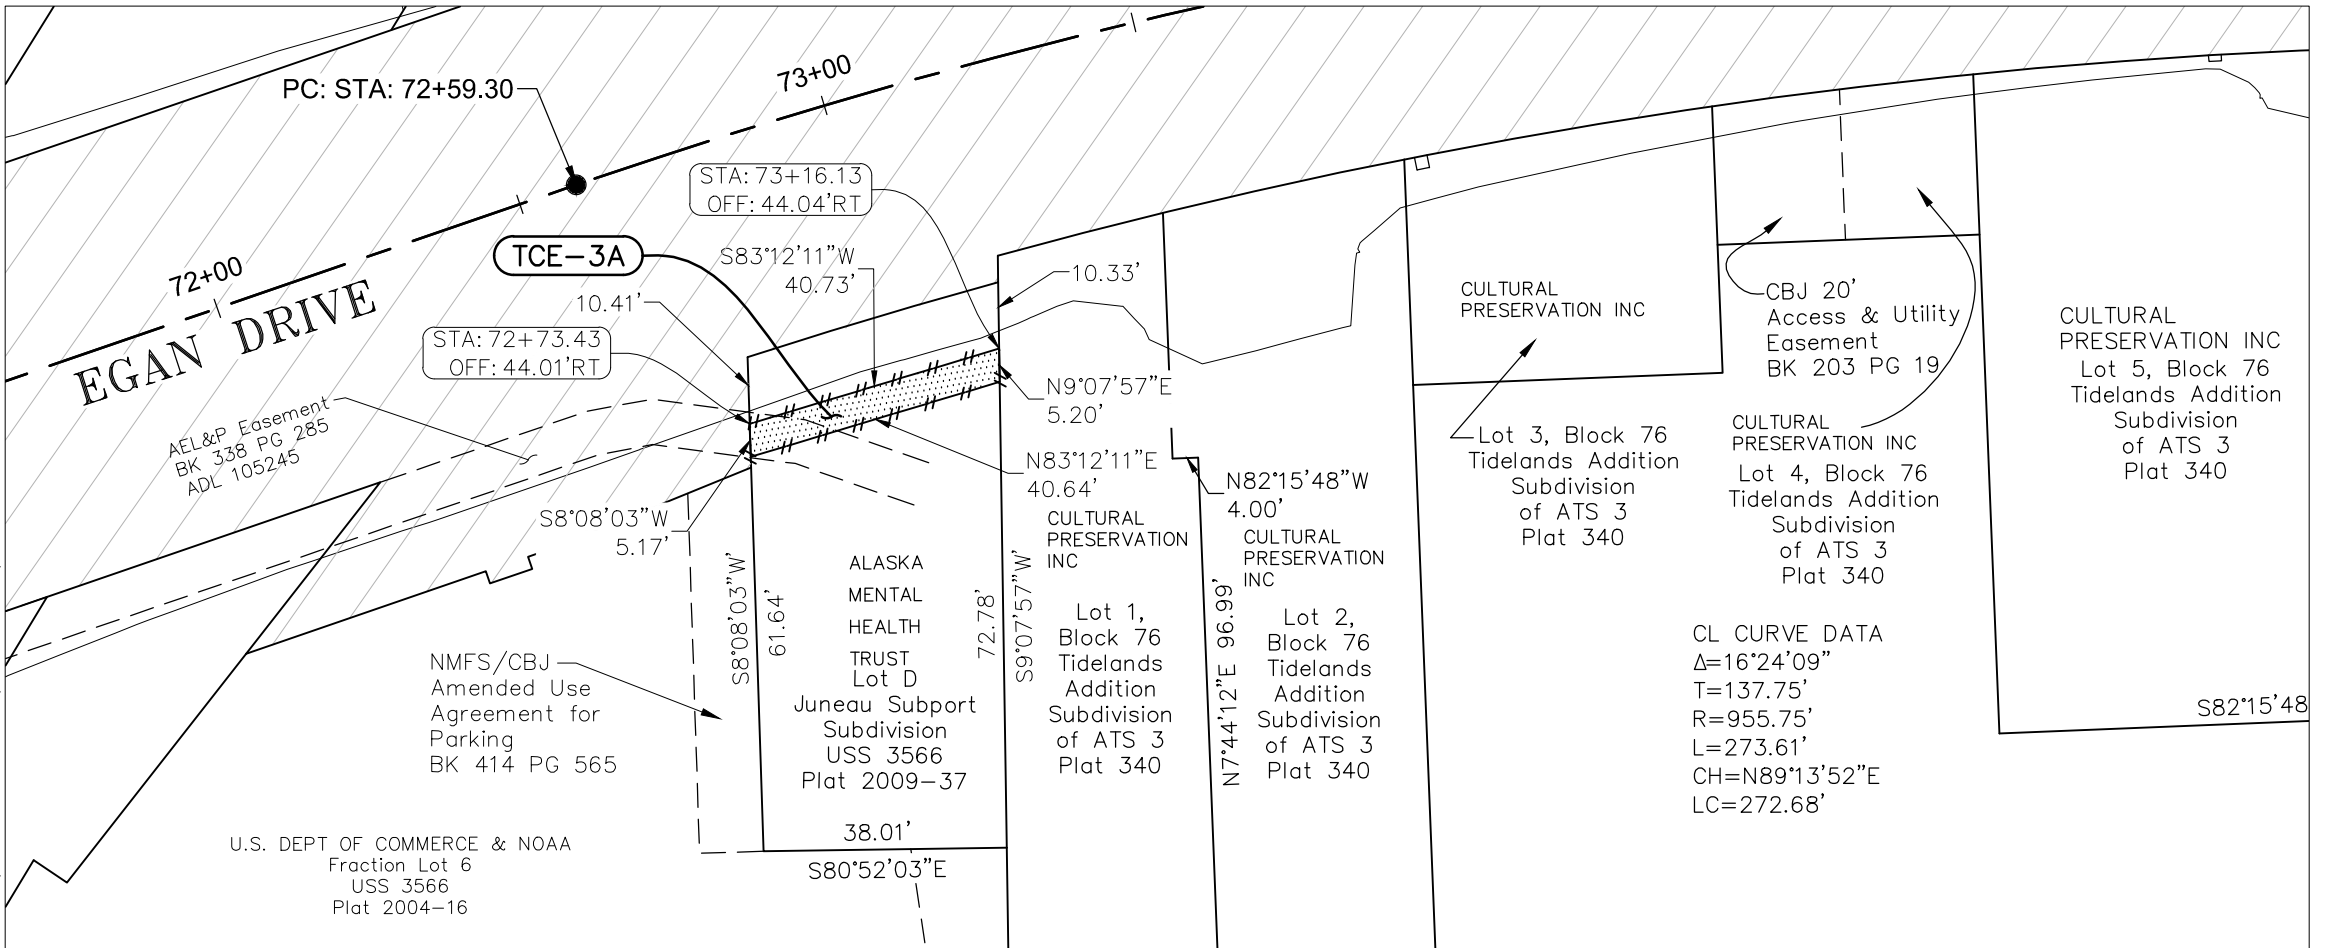 PC: STA: 72+59.30
73+00
72+00
EGAN DRIVE
STA: 73+16.13
OFF: 44.04'RT
TCE-3A
S83°12'11"W
40.73'
10.41'
10.33'
STA: 72+73.43
OFF: 44.01'RT
N9°07'57"E
5.20'
N83°12'11"E
40.64'
S8°08'03"W
5.17'
AEL&P Easement
BK 338 PG 285
ADL 105245
N82°15'48"W
4.00'
CULTURAL
PRESERVATION INC
CBJ 20'
Access & Utility
Easement
BK 203 PG 19
CULTURAL
PRESERVATION INC
Lot 5, Block 76
Tidelands Addition
Subdivision
of ATS 3
Plat 340
Lot 3, Block 76
Tidelands Addition
Subdivision
of ATS 3
Plat 340
CULTURAL
PRESERVATION INC
Lot 4, Block 76
Tidelands Addition
Subdivision
of ATS 3
Plat 340
S8°08'03"W
61.64'
ALASKA
MENTAL
HEALTH
TRUST
Lot D
Juneau Subport
Subdivision
USS 3566
Plat 2009-37
72.78'
S9°07'57"W
CULTURAL
PRESERVATION
INC
Lot 1,
Block 76
Tidelands
Addition
Subdivision
of ATS 3
Plat 340
N7°44'12"E 96.99'
CULTURAL
PRESERVATION
INC
Lot 2,
Block 76
Tidelands
Addition
Subdivision
of ATS 3
Plat 340
NMFS/CBJ
Amended Use
Agreement for
Parking
BK 414 PG 565
38.01'
S80°52'03"E
U.S. DEPT OF COMMERCE & NOAA
Fraction Lot 6
USS 3566
Plat 2004-16
CL CURVE DATA
Δ=16°24'09"
T=137.75'
R=955.75'
L=273.61'
CH=N89°13'52"E
LC=272.68'
S82°15'48